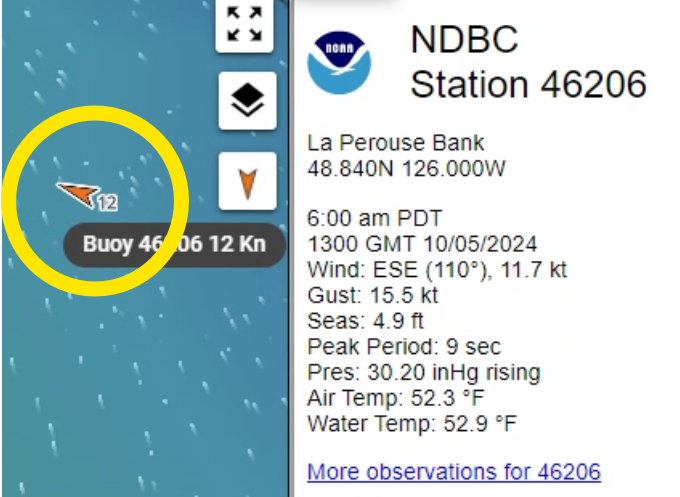 12
Buoy 46206 12 Kn
NOAA
NDBC
Station 46206
La Perouse Bank
48.840N 126.000W
6:00 am PDT
1300 GMT 10/05/2024
Wind: ESE (110°), 11.7 kt
Gust: 15.5 kt
Seas: 4.9 ft
Peak Period: 9 sec
Pres: 30.20 inHg rising
Air Temp: 52.3 °F
Water Temp: 52.9 °F
More observations for 46206